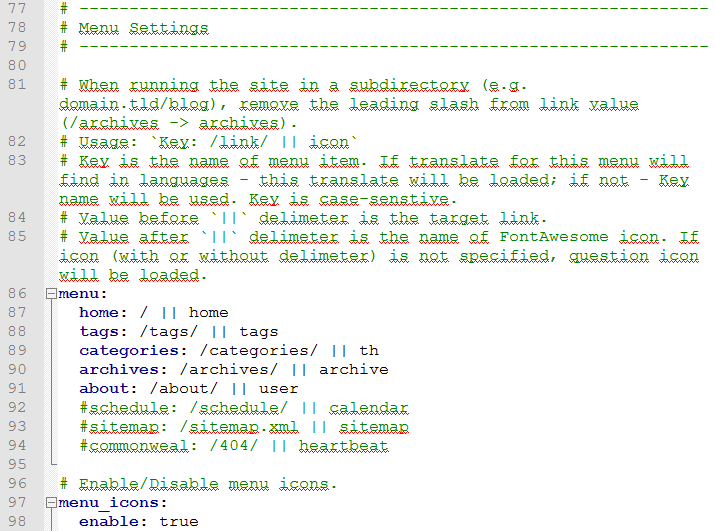 77 # ---------------------------------------------------------------
78 # Menu Settings
79 # ---------------------------------------------------------------
80
81 # When running the site in a subdirectory (e.g.
domain.tld/blog), remove the leading slash from link value
(/archives -> archives).
82 # Usage: `Key: /link/ || icon`
83 # Key is the name of menu item. If translate for this menu will
find in languages - this translate will be loaded; if not - Key
name will be used. Key is case-senstive.
84 # Value before `||` delimeter is the target link.
85 # Value after `||` delimeter is the name of FontAwesome icon. If
icon (with or without delimeter) is not specified, question icon
will be loaded.
86 menu:
87 home: / || home
88 tags: /tags/ || tags
89 categories: /categories/ || th
90 archives: /archives/ || archive
91 about: /about/ || user
92 #schedule: /schedule/ || calendar
93 #sitemap: /sitemap.xml || sitemap
94 #commonweal: /404/ || heartbeat
95
96 # Enable/Disable menu icons.
97 menu_icons:
98 enable: true